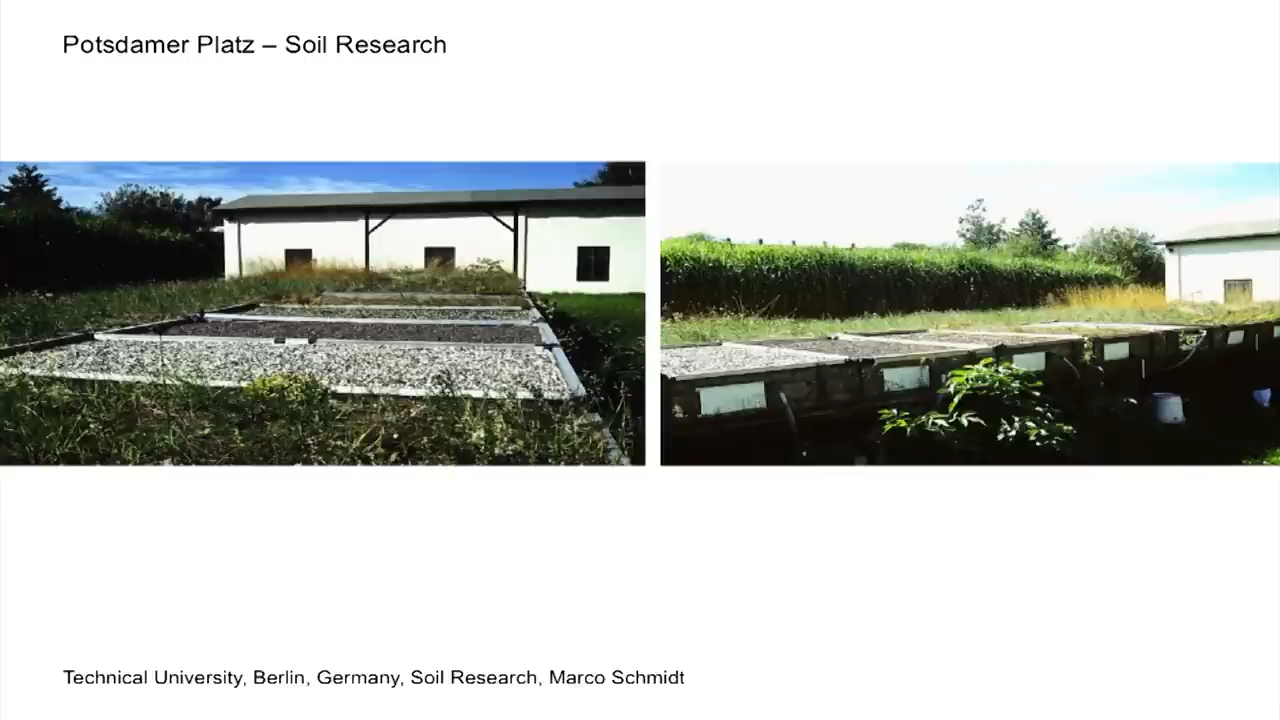 Potsdamer Platz – Soil Research
Technical University, Berlin, Germany, Soil Research, Marco Schmidt